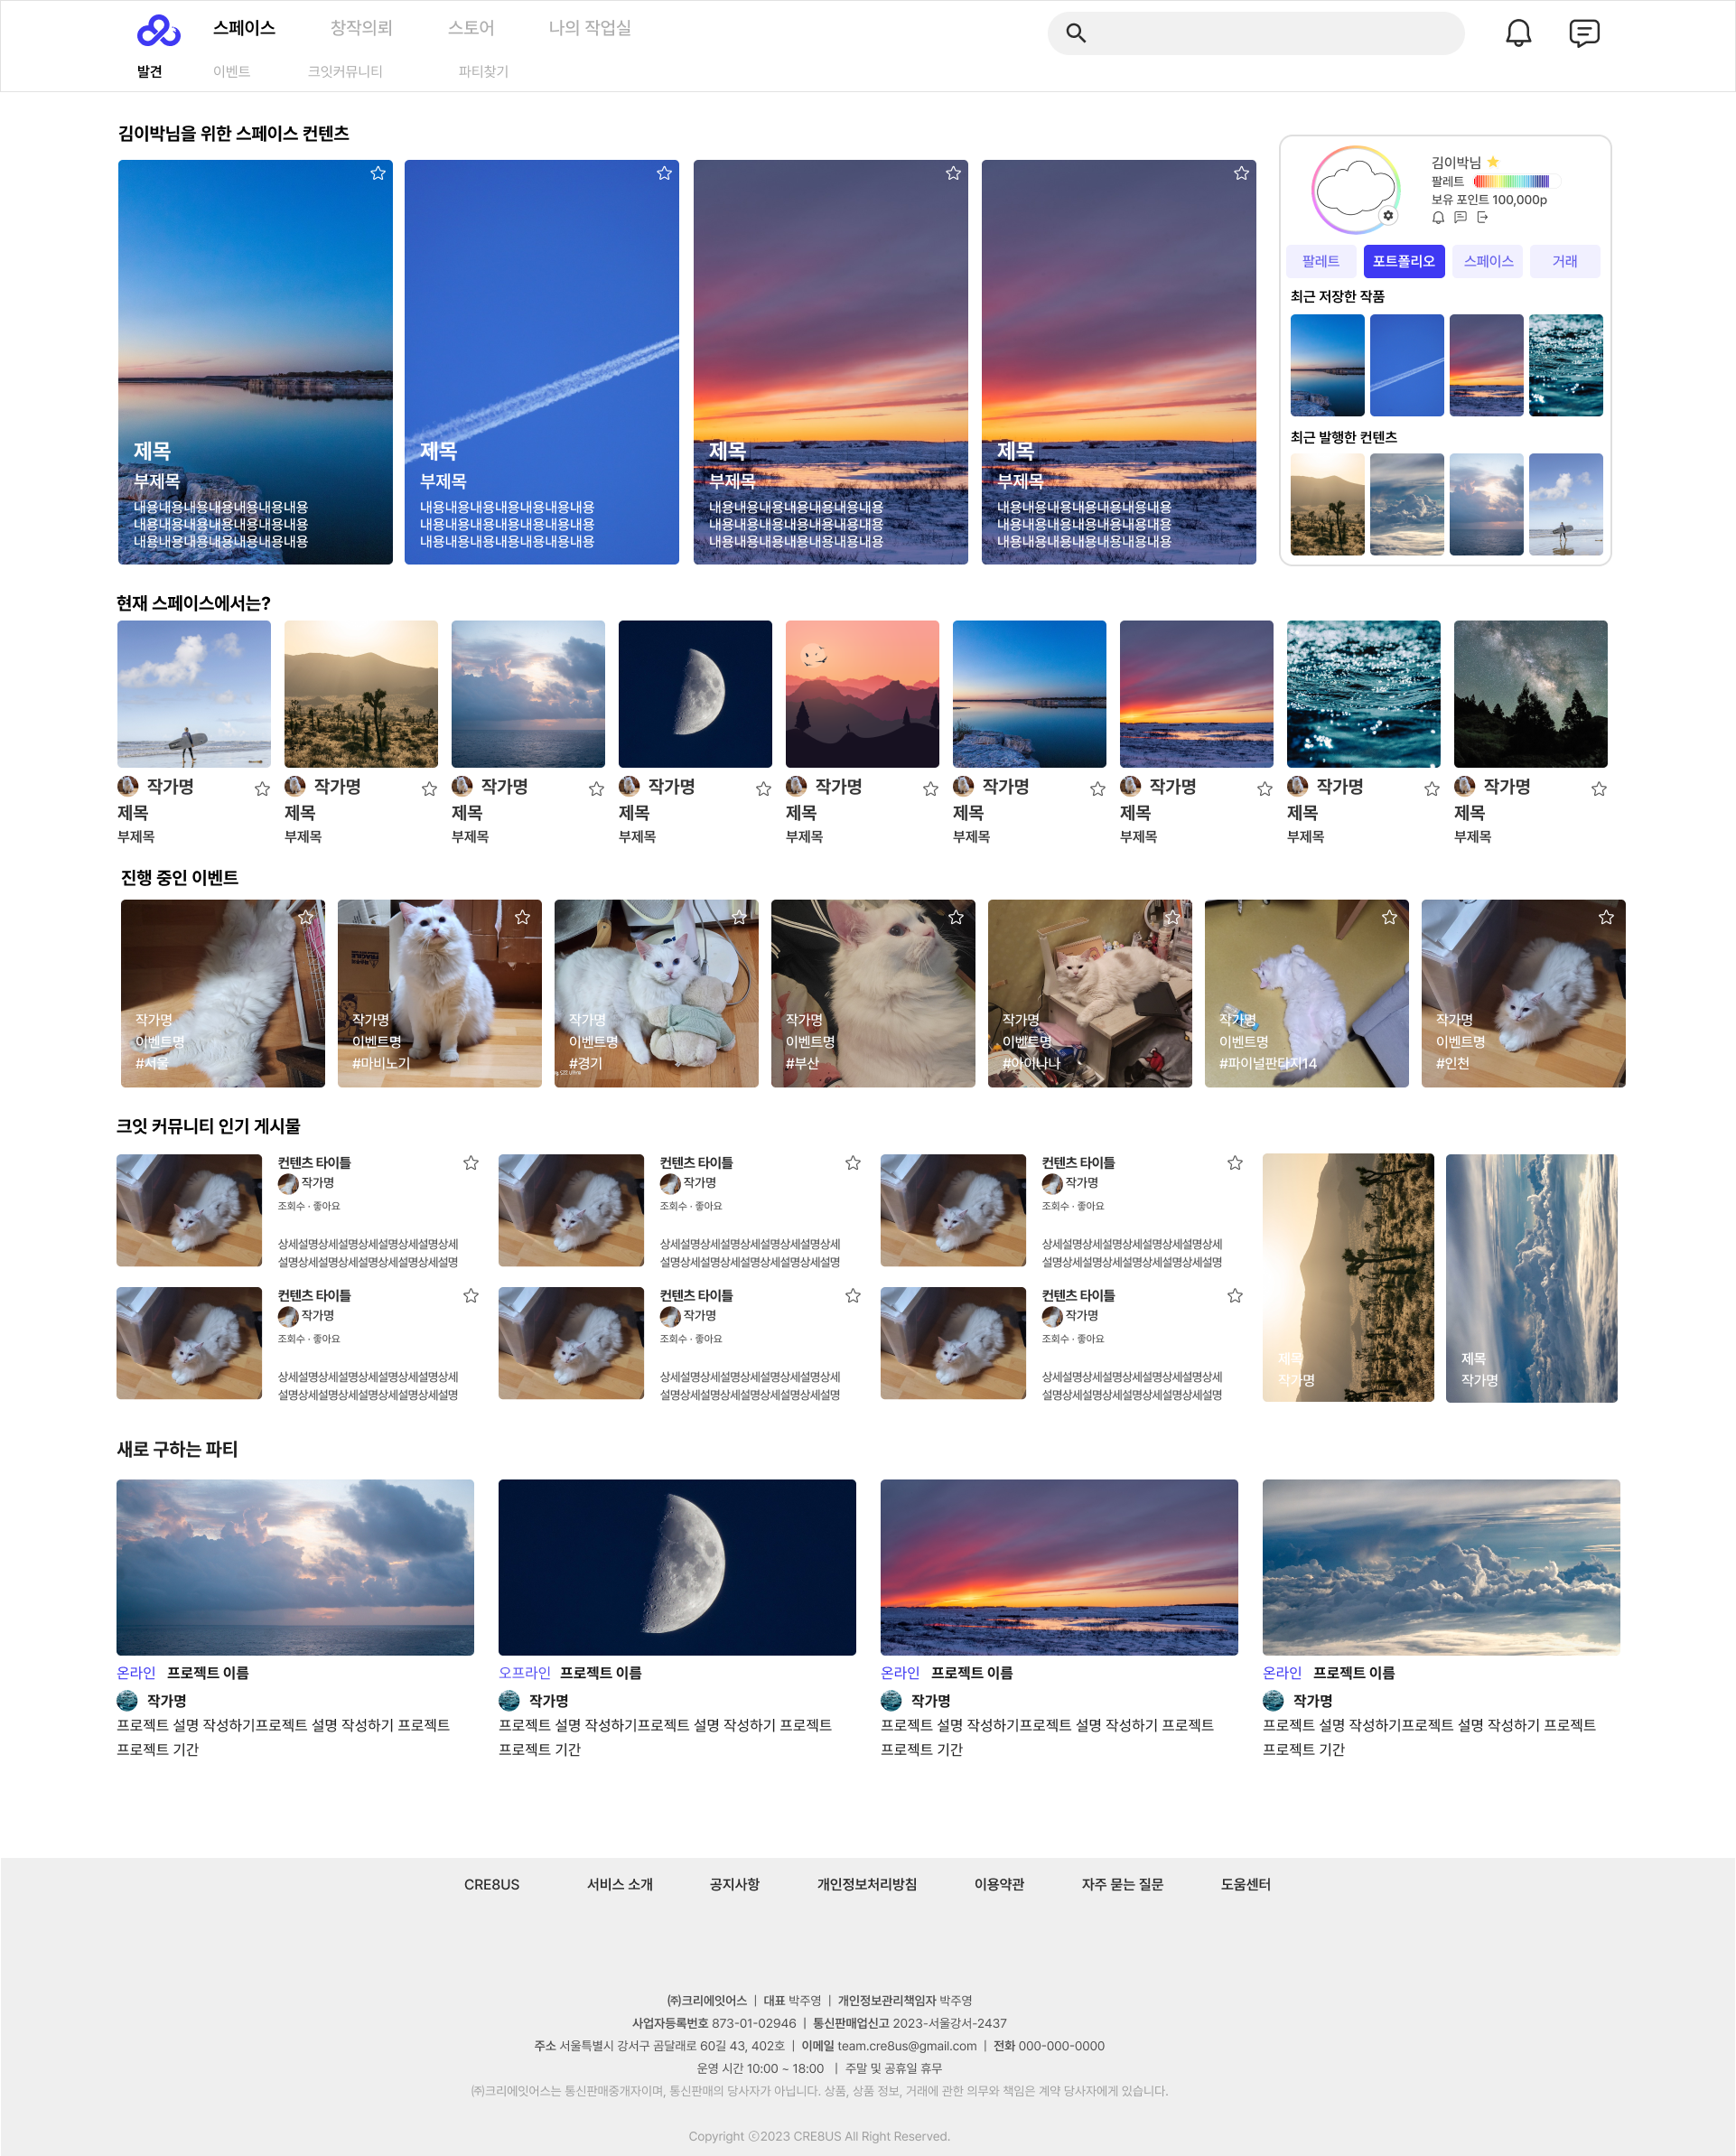 스페이스 창작의뢰 스토어 나의 작업실
발견 이벤트 크잇커뮤니티 파티찾기
김이박님을 위한 스페이스 컨텐츠
제목
부제목
내용내용내용내용내용내용내용
내용내용내용내용내용내용내용
내용내용내용내용내용내용내용
제목
부제목
내용내용내용내용내용내용내용
내용내용내용내용내용내용내용
내용내용내용내용내용내용내용
제목
부제목
내용내용내용내용내용내용내용
내용내용내용내용내용내용내용
내용내용내용내용내용내용내용
제목
부제목
내용내용내용내용내용내용내용
내용내용내용내용내용내용내용
내용내용내용내용내용내용내용
김이박님
팔레트
보유 포인트 100,000p
팔레트 포트폴리오 스페이스 거래
최근 저장한 작품
최근 발행한 컨텐츠
현재 스페이스에서는?
작가명
제목
부제목
작가명
제목
부제목
작가명
제목
부제목
작가명
제목
부제목
작가명
제목
부제목
작가명
제목
부제목
작가명
제목
부제목
작가명
제목
부제목
작가명
제목
부제목
진행 중인 이벤트
작가명
이벤트명
#서울
FRAGILE
작가명
이벤트명
#마비노기
작가명
이벤트명
#경기
작가명
이벤트명
#부산
작가명
이벤트명
#아이나나
작가명
이벤트명
#파이널판타지14
작가명
이벤트명
#인천
크잇 커뮤니티 인기 게시물
컨텐츠 타이틀
작가명
조회수 · 좋아요
상세설명상세설명상세설명상세설명상세
설명상세설명상세설명상세설명상세설명
컨텐츠 타이틀
작가명
조회수 · 좋아요
상세설명상세설명상세설명상세설명상세
설명상세설명상세설명상세설명상세설명
컨텐츠 타이틀
작가명
조회수 · 좋아요
상세설명상세설명상세설명상세설명상세
설명상세설명상세설명상세설명상세설명
컨텐츠 타이틀
작가명
조회수 · 좋아요
상세설명상세설명상세설명상세설명상세
설명상세설명상세설명상세설명상세설명
컨텐츠 타이틀
작가명
조회수 · 좋아요
상세설명상세설명상세설명상세설명상세
설명상세설명상세설명상세설명상세설명
컨텐츠 타이틀
작가명
조회수 · 좋아요
상세설명상세설명상세설명상세설명상세
설명상세설명상세설명상세설명상세설명
제목
작가명
제목
작가명
새로 구하는 파티
온라인 프로젝트 이름
작가명
프로젝트 설명 작성하기프로젝트 설명 작성하기 프로젝트
프로젝트 기간
오프라인 프로젝트 이름
작가명
프로젝트 설명 작성하기프로젝트 설명 작성하기 프로젝트
프로젝트 기간
온라인 프로젝트 이름
작가명
프로젝트 설명 작성하기프로젝트 설명 작성하기 프로젝트
프로젝트 기간
온라인 프로젝트 이름
작가명
프로젝트 설명 작성하기프로젝트 설명 작성하기 프로젝트
프로젝트 기간
CRE8US 서비스 소개 공지사항 개인정보처리방침 이용약관 자주 묻는 질문 도움센터
㈜크리에잇어스 | 대표 박주영 | 개인정보관리책임자 박주영
사업자등록번호 873-01-02946 | 통신판매업신고 2023-서울강서-2437
주소 서울특별시 강서구 곰달래로 60길 43, 402호 | 이메일 team.cre8us@gmail.com | 전화 000-000-0000
운영 시간 10:00 ~ 18:00 | 주말 및 공휴일 휴무
㈜크리에잇어스는 통신판매중개자이며, 통신판매의 당사자가 아닙니다. 상품, 상품 정보, 거래에 관한 의무와 책임은 계약 당사자에게 있습니다.
Copyright ⓒ2023 CRE8US All Right Reserved.